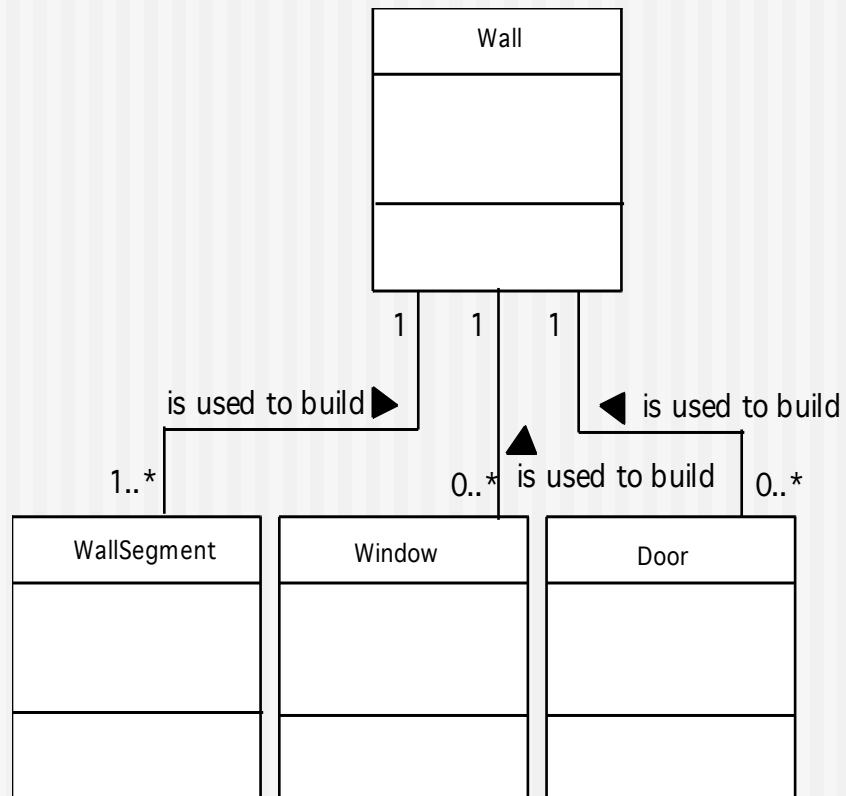 Wall
1
1
1
is used to build
is used to build
1..*
0..*
is used to build
0..*
WallSegment
Window
Door